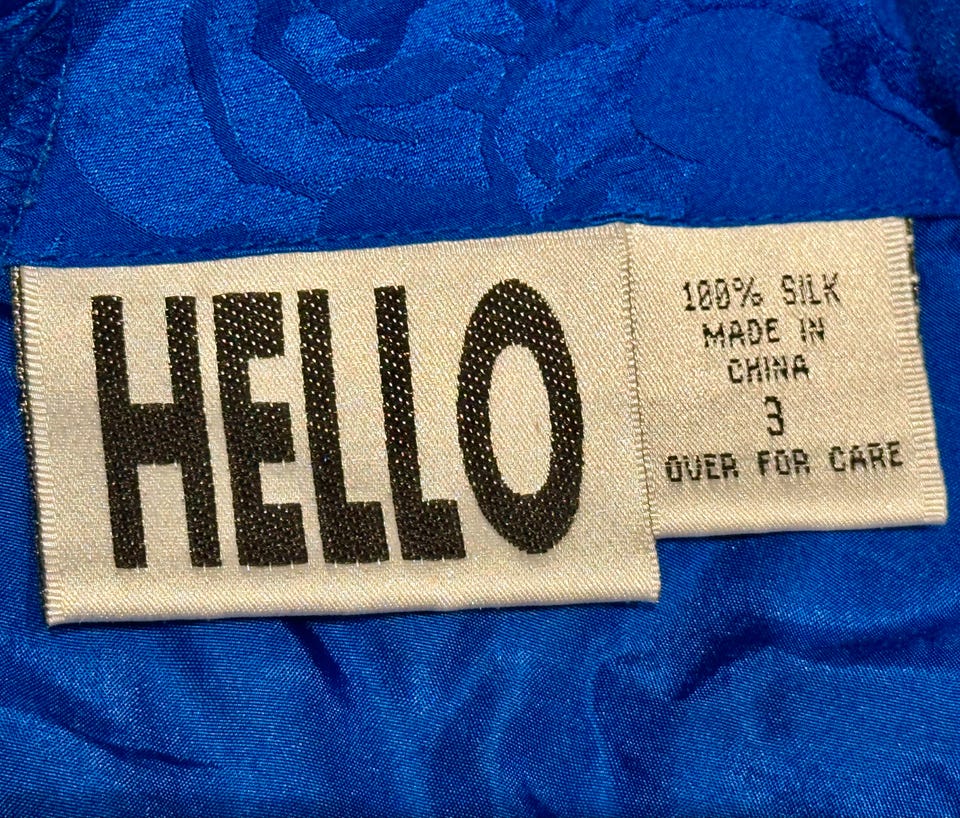 HELLO
100% SILK
MADE IN
CHINA
3
OVER FOR CARE